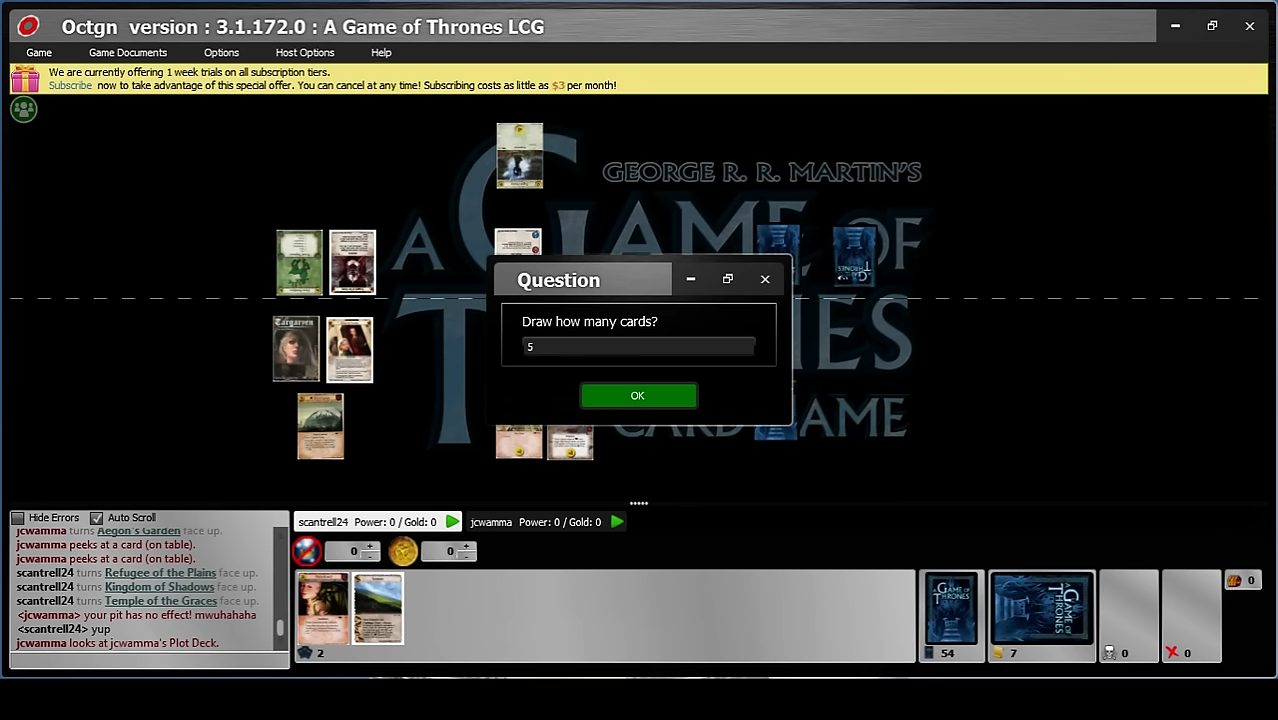 Octgn version : 3.1.172.0 : A Game of Thrones LCG
Game Game Documents Options Host Options Help
We are currently offering 1 week trials on all subscription tiers.
Subscribe now to take advantage of this special offer. You can cancel at any time! Subscribing costs as little as $3 per month!
GEORGE R. R. MARTIN'S
A GAME OF
Question
Draw how many cards?
5
OK
Targaryen
CARD GAME
Hide Errors Auto Scroll
scantrell24 Power: 0 / Gold: 0 jcwamma Power: 0 / Gold: 0
0 0
jcwamma turns Aegon's Garden face up.
jcwamma peeks at a card (on table).
jcwamma peeks at a card (on table).
scantrell24 turns Refugee of the Plains face up.
scantrell24 turns Kingdom of Shadows face up.
scantrell24 turns Temple of the Graces face up.
<jcwamma> your pit has no effect! mwuhahaha
<scantrell24> yup
jcwamma looks at jcwamma's Plot Deck.
2
54
7
0
0
0